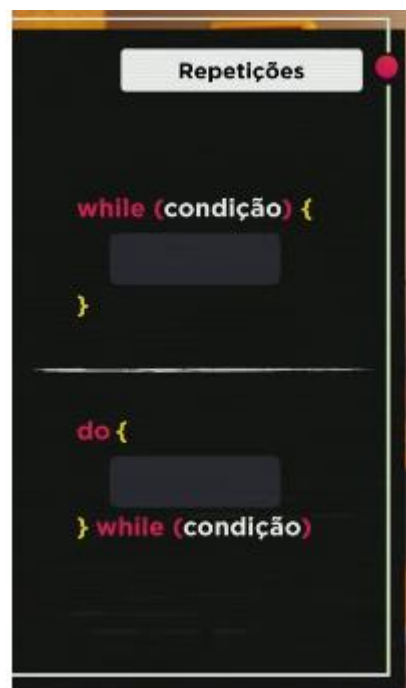 Repetições
while (condição) {
}
do {
} while (condição)